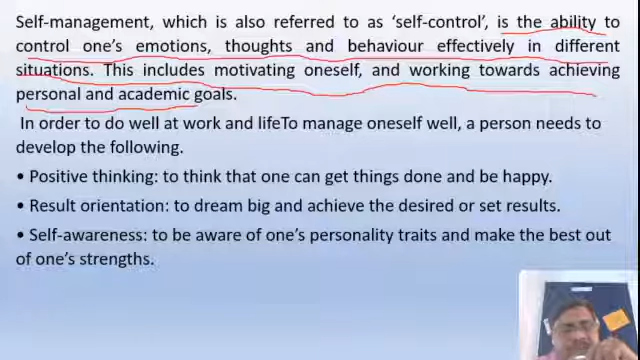 Self-management, which is also referred to as ‘self-control’, is the ability to
control one’s emotions, thoughts and behaviour effectively in different
situations. This includes motivating oneself, and working towards achieving
personal and academic goals.
In order to do well at work and lifeTo manage oneself well, a person needs to
develop the following.
• Positive thinking: to think that one can get things done and be happy.
• Result orientation: to dream big and achieve the desired or set results.
• Self-awareness: to be aware of one’s personality traits and make the best out
of one’s strengths.